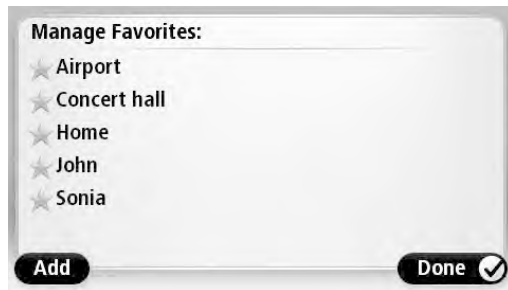 Manage Favorites:
Airport
Concert hall
Home
John
Sonia
Add
Done